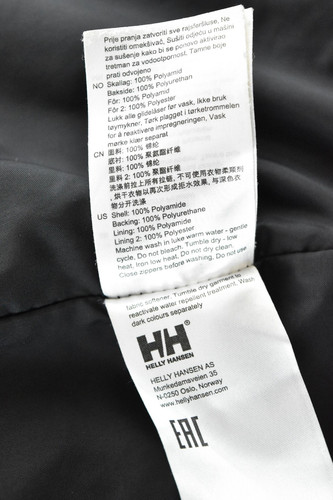 Prije pranja zatvoriti sve rajsferšluse, Ne
koristiti omekšivač, Sušiti odjeću u mašini
za sušenje kako bi se ponovo aktivirao
tretman za vodootpornost, Tamne boje
prati odvojeno
NO Skallag: 100% Polyamid
Bakside: 100% Polyurethan
Fôr: 100% Polyamid
Fôr 2: 100% Polyester
Lukk alle glidelåser før vask, Ikke bruk
tøymykner, Tørk plagget i tørketrommelen
for å reaktivere impregneringen, Vask
mørke klær separat
CN 面料: 100% 锦纶
底衬: 100% 聚氨酯纤维
里料: 100% 锦纶
里料 2: 100% 聚酯纤维
洗涤前拉上所有拉链, 不可使用衣物柔顺剂
, 烘干衣物以再次形成拒水效果, 与深色衣
物分开洗涤
US Shell: 100% Polyamide
Backing: 100% Polyurethane
Lining: 100% Polyamide
Lining 2: 100% Polyester
Machine wash in luke warm water - gentle
cycle, Do not bleach, Tumble dry - low
heat, Iron low heat, Do not dry clean,
Close zippers before washing, Do not use
fabric softener, Tumble dry garment to
reactivate water repellent treatment, Wash
dark colours separately
HH
HELLY HANSEN
HELLY HANSEN AS
Munkedamsveien 35
N-0250 Oslo, Norway
www.hellyhansen.com
EAC